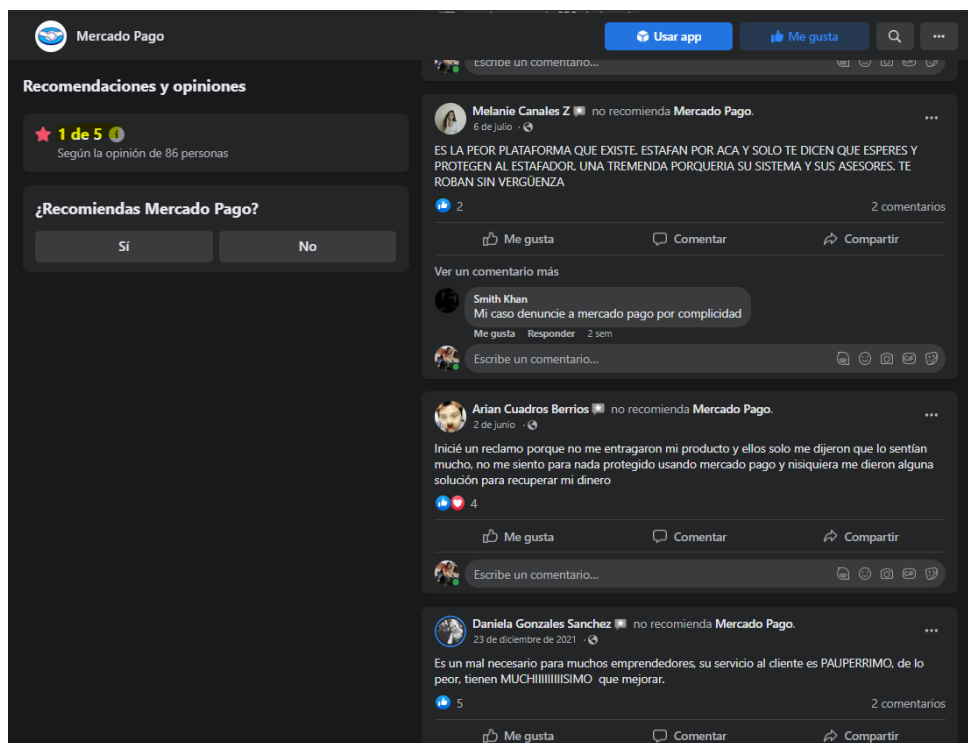 Mercado Pago
Usar app
Me gusta
Recomendaciones y opiniones
1 de 5
Según la opinión de 86 personas
¿Recomiendas Mercado Pago?
Sí
No
Escribe un comentario...
Melanie Canales Z no recomienda Mercado Pago.
6 de julio ·
ES LA PEOR PLATAFORMA QUE EXISTE. ESTAFAN POR ACA Y SOLO TE DICEN QUE ESPERES Y
PROTEGEN AL ESTAFADOR. UNA TREMENDA PORQUERIA SU SISTEMA Y SUS ASESORES. TE
ROBAN SIN VERGÜENZA
2
2 comentarios
Me gusta
Comentar
Compartir
Ver un comentario más
Smith Khan
Mi caso denuncie a mercado pago por complicidad
Me gusta Responder 2 sem
Escribe un comentario...
Arian Cuadros Berrios no recomienda Mercado Pago.
2 de junio ·
Inicié un reclamo porque no me entragaron mi producto y ellos solo me dijeron que lo sentían
mucho, no me siento para nada protegido usando mercado pago y nisiquiera me dieron alguna
solución para recuperar mi dinero
4
Me gusta
Comentar
Compartir
Escribe un comentario...
Daniela Gonzales Sanchez no recomienda Mercado Pago.
23 de diciembre de 2021 ·
Es un mal necesario para muchos emprendedores, su servicio al cliente es PAUPERRIMO, de lo
peor, tienen MUCHIIIIIIIIISIMO que mejorar.
5
2 comentarios
Me gusta
Comentar
Compartir